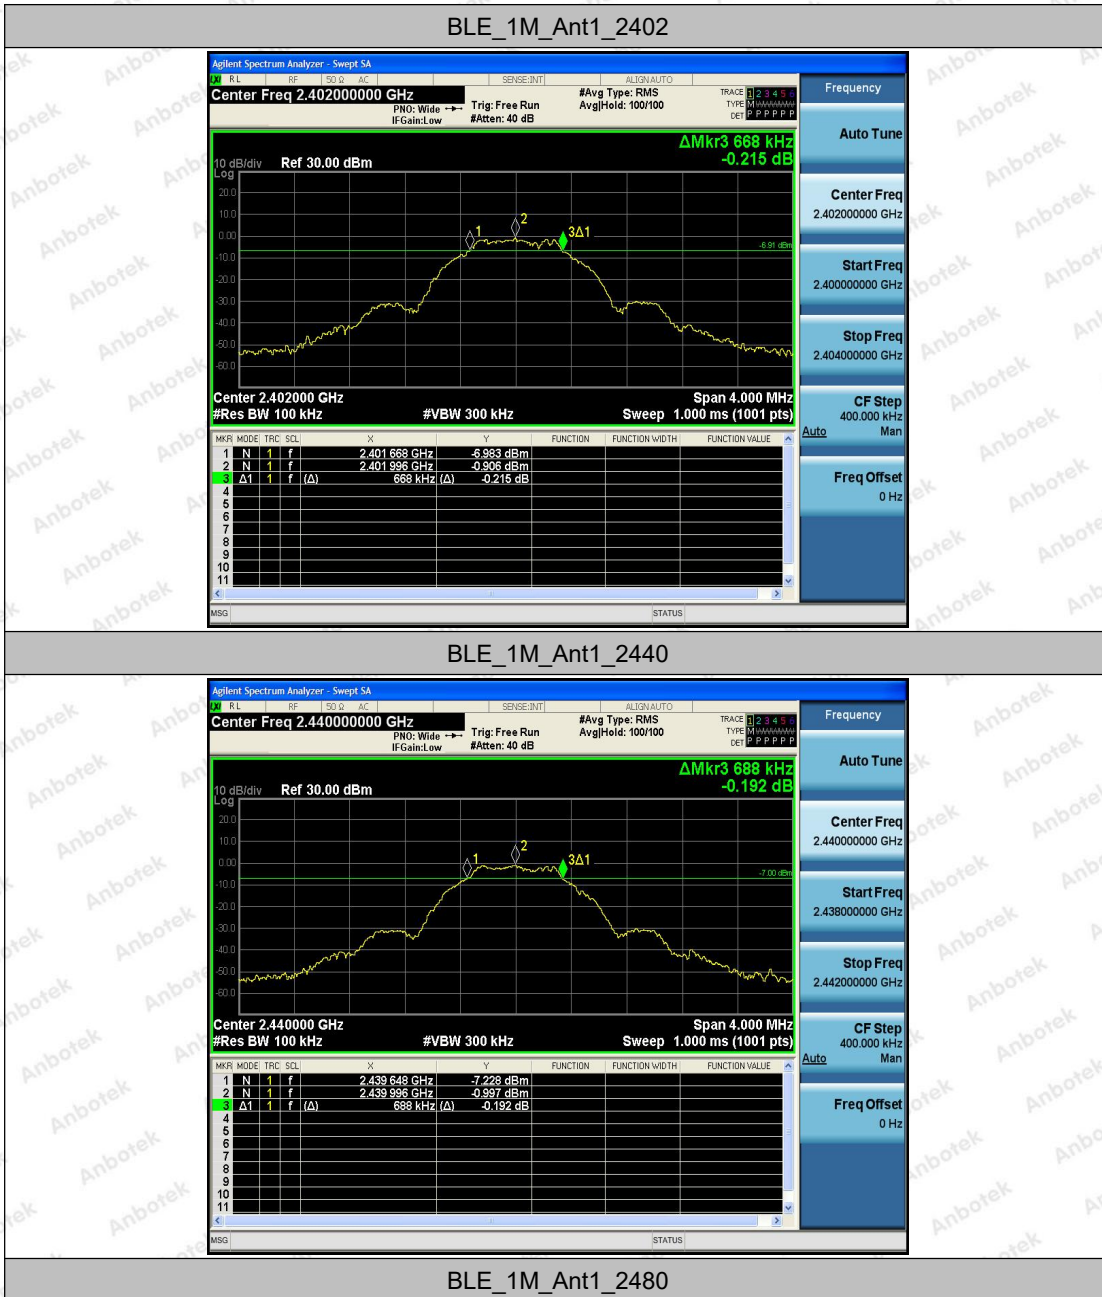 BLE_1M_Ant1_2402
Agilent Spectrum Analyzer - Swept SA
LXI RL RF 50 Ω AC SENSE:INT ALIGNAUTO
Center Freq 2.402000000 GHz
PNO: Wide Trig: Free Run #Avg Type: RMS TRACE 1 2 3 4 5 6
IFGain:Low #Atten: 40 dB Avg|Hold: 100/100 TYPE M
DET P P P P P P
Frequency
Auto Tune
Center Freq
2.402000000 GHz
Start Freq
2.400000000 GHz
Stop Freq
2.404000000 GHz
CF Step
400.000 kHz
Auto Man
Freq Offset
0 Hz
ΔMkr3 668 kHz
-0.215 dB
10 dB/div Ref 30.00 dBm
Log
20.0
10.0
0.00
-10.0
-20.0
-30.0
-40.0
-50.0
-60.0
1
2
3Δ1
-6.91 dBm
Center 2.402000 GHz Span 4.000 MHz
#Res BW 100 kHz #VBW 300 kHz Sweep 1.000 ms (1001 pts)
MKR MODE TRC SCL X Y FUNCTION FUNCTION WIDTH FUNCTION VALUE
1 N 1 f 2.401 668 GHz -6.983 dBm
2 N 1 f 2.401 996 GHz -0.906 dBm
3 Δ1 1 f (Δ) 668 kHz (Δ) -0.215 dB
4
5
6
7
8
9
10
11
MSG STATUS
BLE_1M_Ant1_2440
Agilent Spectrum Analyzer - Swept SA
LXI RL RF 50 Ω AC SENSE:INT ALIGNAUTO
Center Freq 2.440000000 GHz
PNO: Wide Trig: Free Run #Avg Type: RMS TRACE 1 2 3 4 5 6
IFGain:Low #Atten: 40 dB Avg|Hold: 100/100 TYPE M
DET P P P P P P
Frequency
Auto Tune
Center Freq
2.440000000 GHz
Start Freq
2.438000000 GHz
Stop Freq
2.442000000 GHz
CF Step
400.000 kHz
Auto Man
Freq Offset
0 Hz
ΔMkr3 688 kHz
-0.192 dB
10 dB/div Ref 30.00 dBm
Log
20.0
10.0
0.00
-10.0
-20.0
-30.0
-40.0
-50.0
-60.0
1
2
3Δ1
-7.00 dBm
Center 2.440000 GHz Span 4.000 MHz
#Res BW 100 kHz #VBW 300 kHz Sweep 1.000 ms (1001 pts)
MKR MODE TRC SCL X Y FUNCTION FUNCTION WIDTH FUNCTION VALUE
1 N 1 f 2.439 648 GHz -7.228 dBm
2 N 1 f 2.439 996 GHz -0.997 dBm
3 Δ1 1 f (Δ) 688 kHz (Δ) -0.192 dB
4
5
6
7
8
9
10
11
MSG STATUS
BLE_1M_Ant1_2480